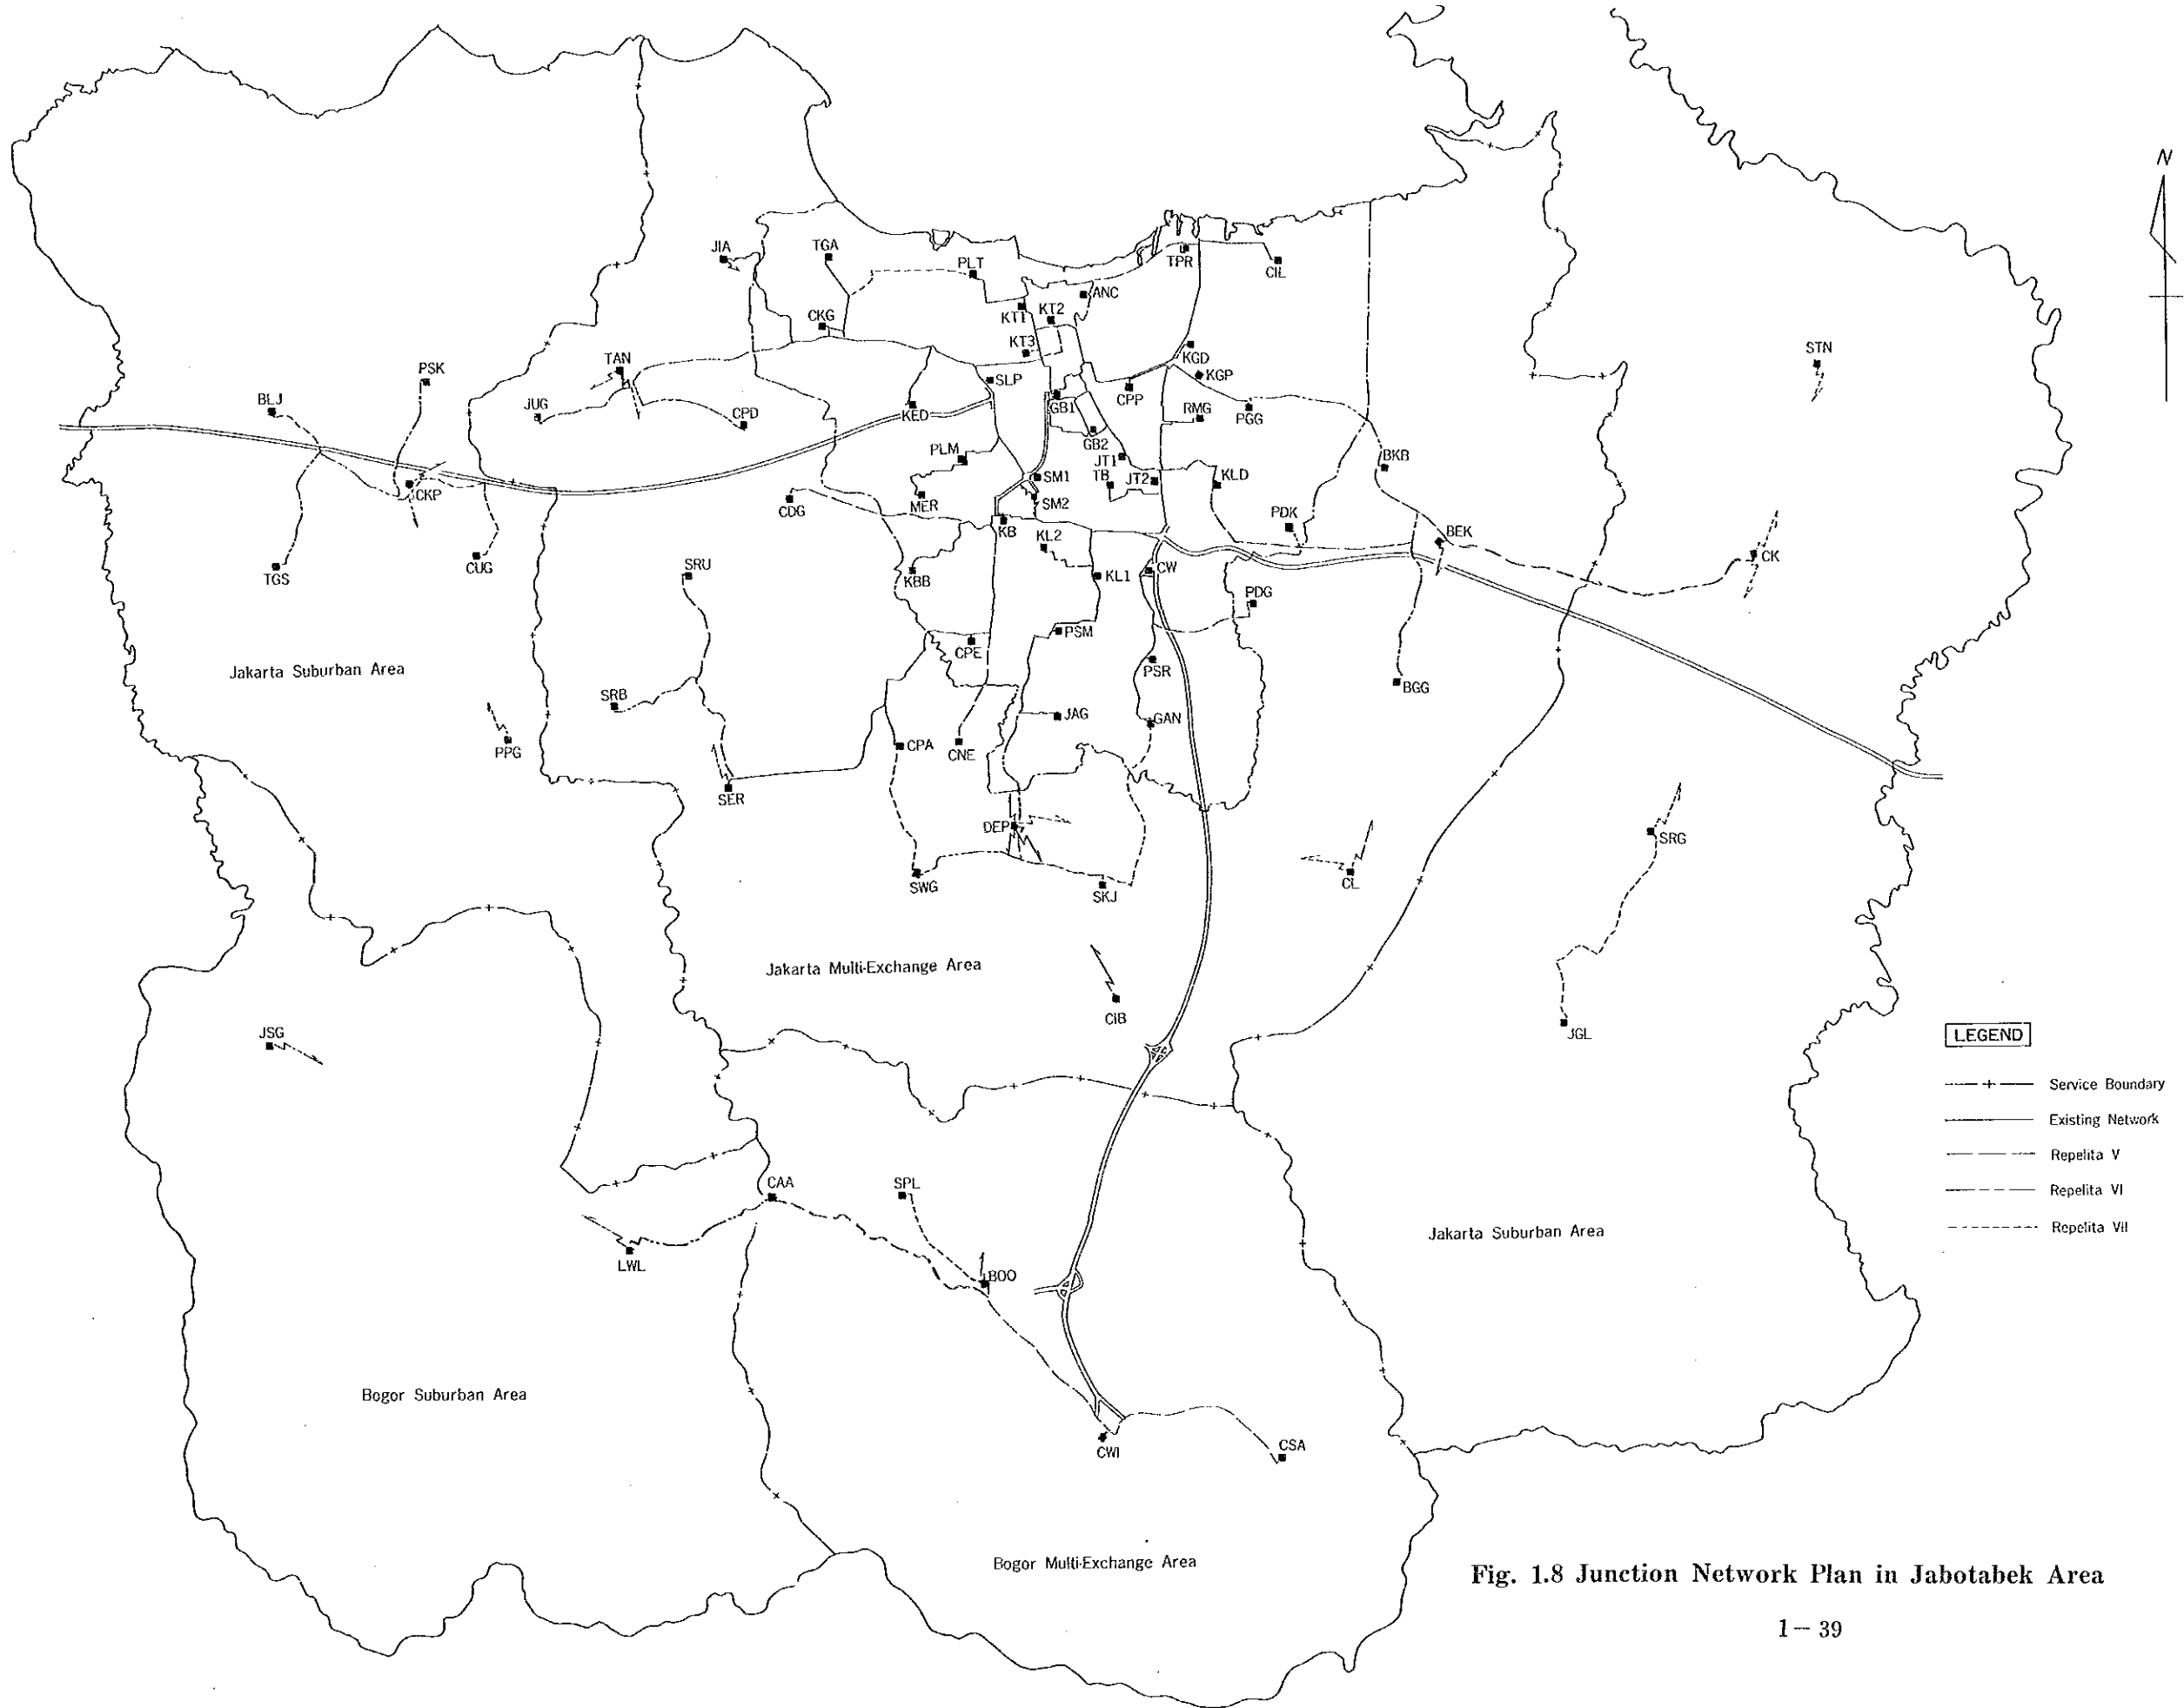 N
JIA
TGA
PLT
TPR
CIL
ANC
KT1
KT2
CKG
KT3
KGD
STN
TAN
PSK
SLP
KGP
BLJ
JUG
CPD
KED
GB1
CPP
RMG
PGG
GB2
PLM
JT1
BKB
SM1
TB
JT2
KLD
CKP
MER
SM2
CDG
KB
KL2
PDK
BEK
CK
TGS
CUG
SRU
KBB
KL1
CW
PDG
PSM
CPE
Jakarta Suburban Area
PSR
SRB
BGG
JAG
GAN
PPG
CPA
CNE
SER
DEP
SRG
SWG
SKJ
CL
Jakarta Multi-Exchange Area
CIB
JSG
JGL
LEGEND
Service Boundary
Existing Network
Repelita V
Repelita VI
Repelita VII
CAA
SPL
Jakarta Suburban Area
LWL
BOO
Bogor Suburban Area
CWI
CSA
Bogor Multi-Exchange Area
Fig. 1.8 Junction Network Plan in Jabotabek Area
1-39